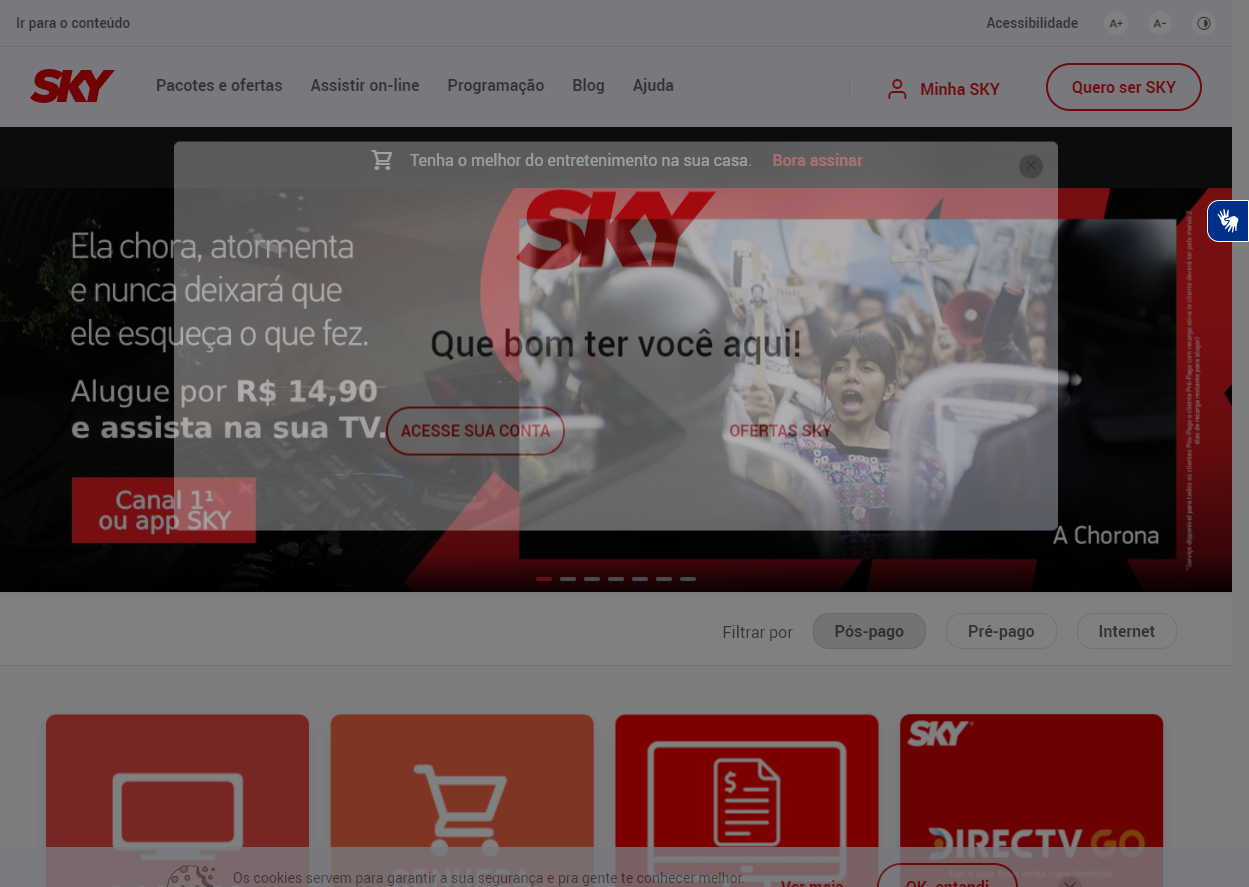 Ir para o conteúdo
Acessibilidade
A+
A-
SKY
Pacotes e ofertas
Assistir on-line
Programação
Blog
Ajuda
Minha SKY
Quero ser SKY
Tenha o melhor do entretenimento na sua casa. Bora assinar
SKY
Ela chora, atormenta
e nunca deixará que
ele esqueça o que fez.
Que bom ter você aqui!
Alugue por R$ 14,90
e assista na sua TV.
ACESSE SUA CONTA
OFERTAS SKY
Canal 1¹
ou app SKY
A Chorona
Filtrar por
Pós-pago
Pré-pago
Internet
SKY
DIRECTV GO
Os cookies servem para garantir a sua segurança e pra gente te conhecer melhor.
Ver mais
OK, entendi